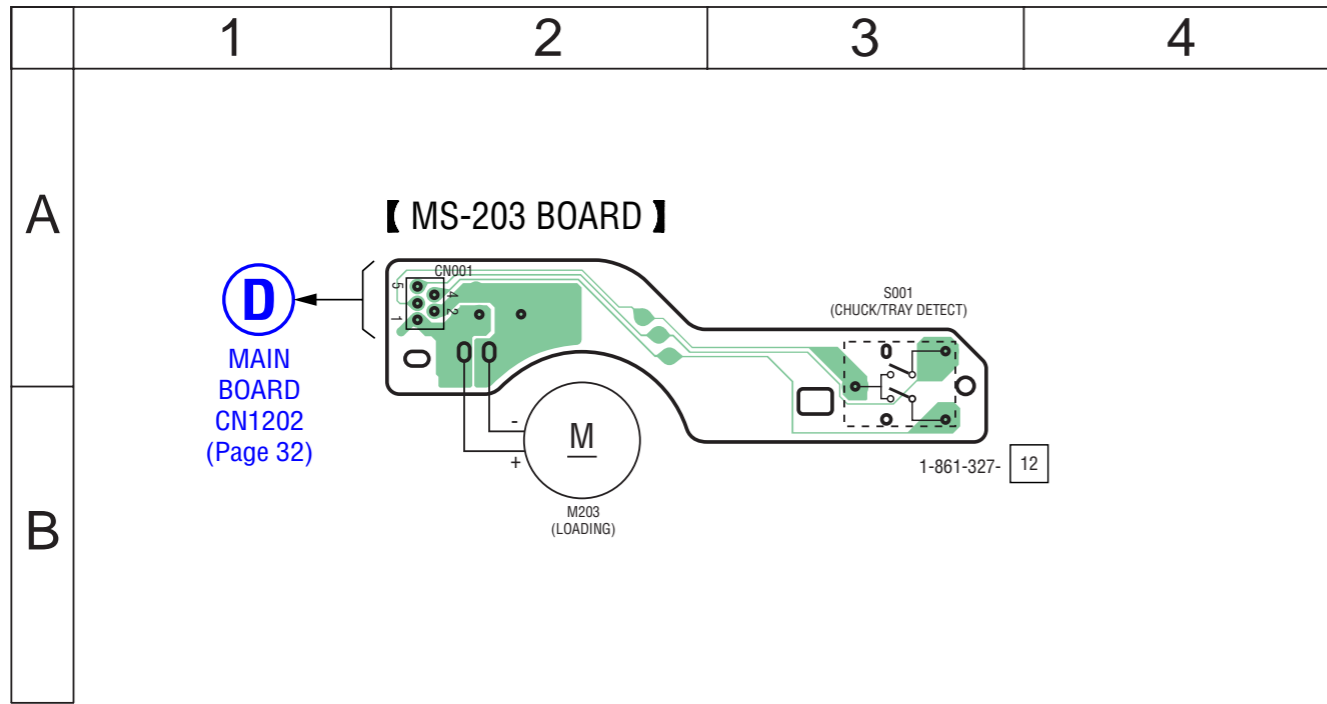 1 2 3 4
A
【 MS-203 BOARD 】
CN001
5
4
1
2
D
S001
(CHUCK/TRAY DETECT)
MAIN
BOARD
CN1202
(Page 32)
-
M
+
1-861-327- 12
M203
(LOADING)
B